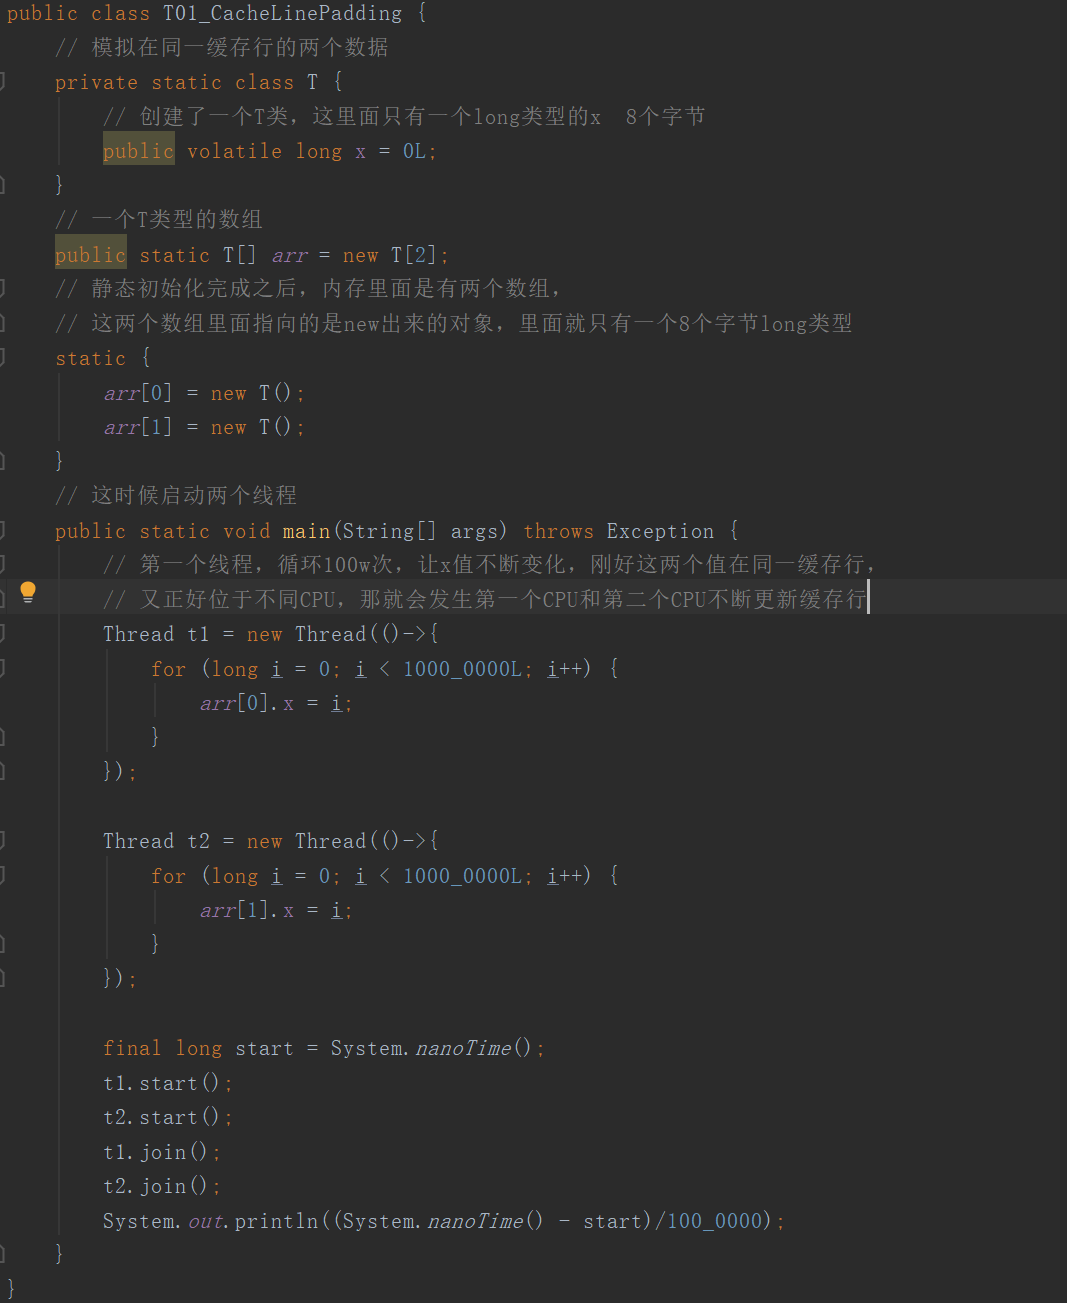 public class T01_CacheLinePadding {
// 模拟在同一缓存行的两个数据
private static class T {
// 创建了一个T类，这里面只有一个long类型的x  8个字节
public volatile long x = 0L;
}
// 一个T类型的数组
public static T[] arr = new T[2];
// 静态初始化完成之后，内存里面是有两个数组，
// 这两个数组里面指向的是new出来的对象，里面就只有一个8个字节long类型
static {
arr[0] = new T();
arr[1] = new T();
}
// 这时候启动两个线程
public static void main(String[] args) throws Exception {
// 第一个线程，循环100w次，让x值不断变化，刚好这两个值在同一缓存行，
// 又正好位于不同CPU，那就会发生第一个CPU和第二个CPU不断更新缓存行
Thread t1 = new Thread(()->{
for (long i = 0; i < 1000_0000L; i++) {
arr[0].x = i;
}
});
Thread t2 = new Thread(()->{
for (long i = 0; i < 1000_0000L; i++) {
arr[1].x = i;
}
});
final long start = System.nanoTime();
t1.start();
t2.start();
t1.join();
t2.join();
System.out.println((System.nanoTime() - start)/100_0000);
}
}